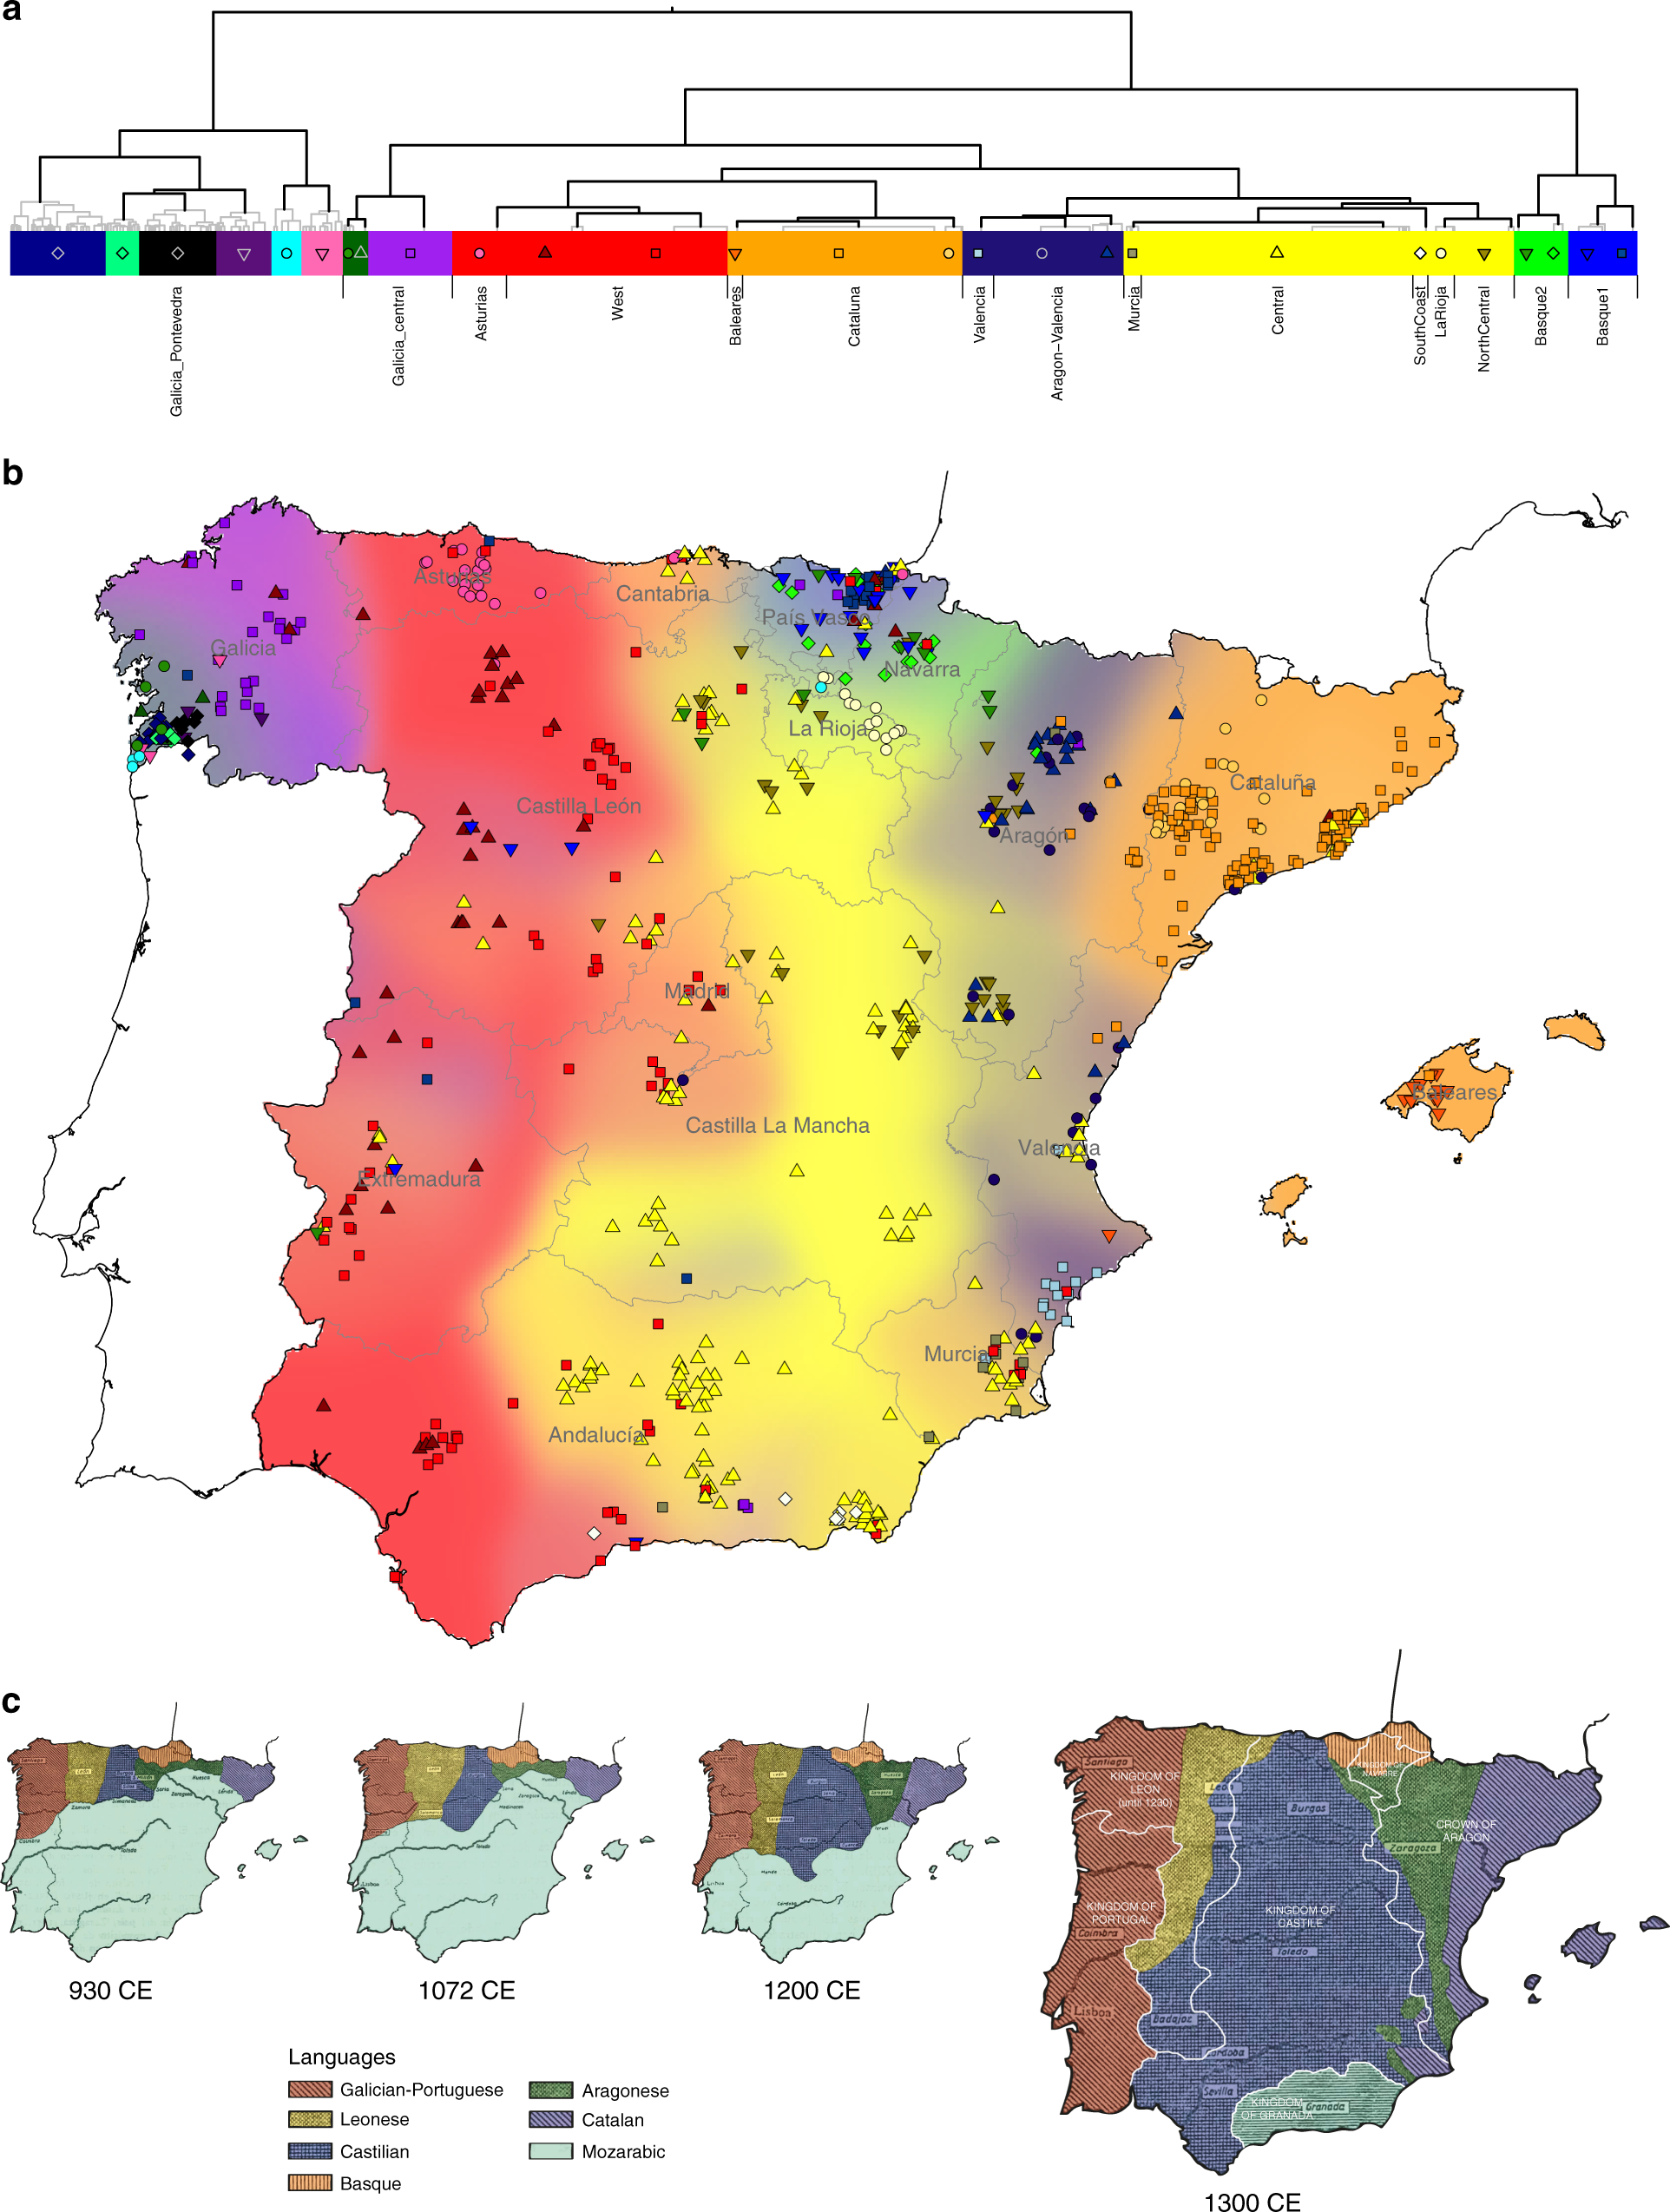 a
Galicia_Pontevedra
Galicia_central
Asturias
West
Baleares
Cataluna
Valencia
Aragon−Valencia
Murcia
Central
SouthCoast
LaRioja
NorthCentral
Basque2
Basque1
b
Asturias
Cantabria
País Vasco
Galicia
Navarra
La Rioja
Cataluña
Castilla León
Aragón
Madrid
Baleares
Castilla La Mancha
Valencia
Extremadura
Murcia
Andalucía
c
930 CE
1072 CE
1200 CE
Santiago
KINGDOM OF
LEON
(until 1230)
León
Burgos
KINGDOM OF
NAVARRE
CROWN OF
ARAGON
Zaragoza
KINGDOM OF
PORTUGAL
Coimbra
KINGDOM OF
CASTILE
Toledo
Lisboa
Badajoz
Cordoba
Sevilla
KINGDOM
OF GRANADA
Granada
1300 CE
Languages
Galician-Portuguese
Leonese
Castilian
Basque
Aragonese
Catalan
Mozarabic